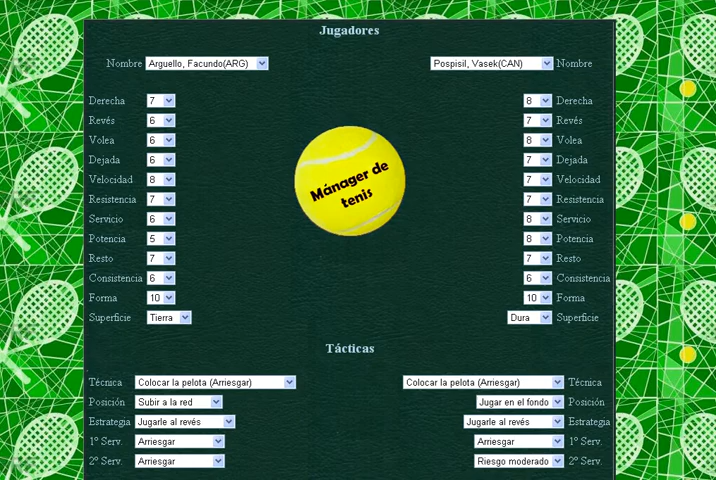 Jugadores
Nombre Arguello, Facundo(ARG) Pospisil, Vasek(CAN) Nombre
Derecha 7 8 Derecha
Revés 6 7 Revés
Volea 6 8 Volea
Dejada 6 7 Dejada
Velocidad 8 7 Velocidad
Resistencia 7 7 Resistencia
Servicio 6 8 Servicio
Potencia 5 8 Potencia
Resto 7 7 Resto
Consistencia 6 6 Consistencia
Forma 10 10 Forma
Superficie Tierra Dura Superficie
Mánager de
tenis
Tácticas
Técnica Colocar la pelota (Arriesgar) Colocar la pelota (Arriesgar) Técnica
Posición Subir a la red Jugar en el fondo Posición
Estrategia Jugarle al revés Jugarle al revés Estrategia
1º Serv. Arriesgar Arriesgar 1º Serv.
2º Serv. Arriesgar Riesgo moderado 2º Serv.